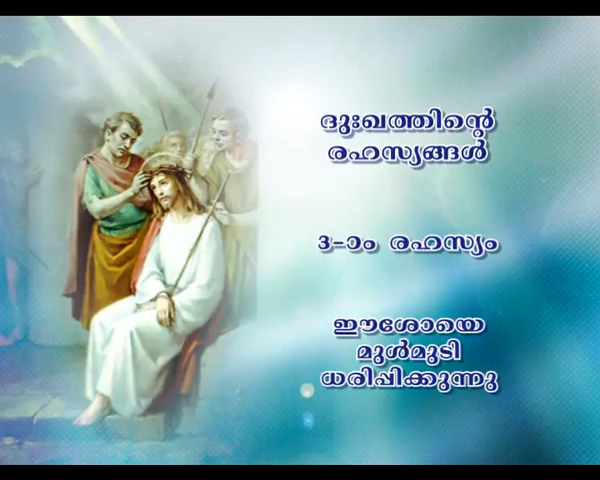 ദുഃഖത്തിന്റെ
രഹസ്യങ്ങൾ
3-ാം രഹസ്യം
ഈശോയെ
മുൾമുടി
ധരിപ്പിക്കുന്നു